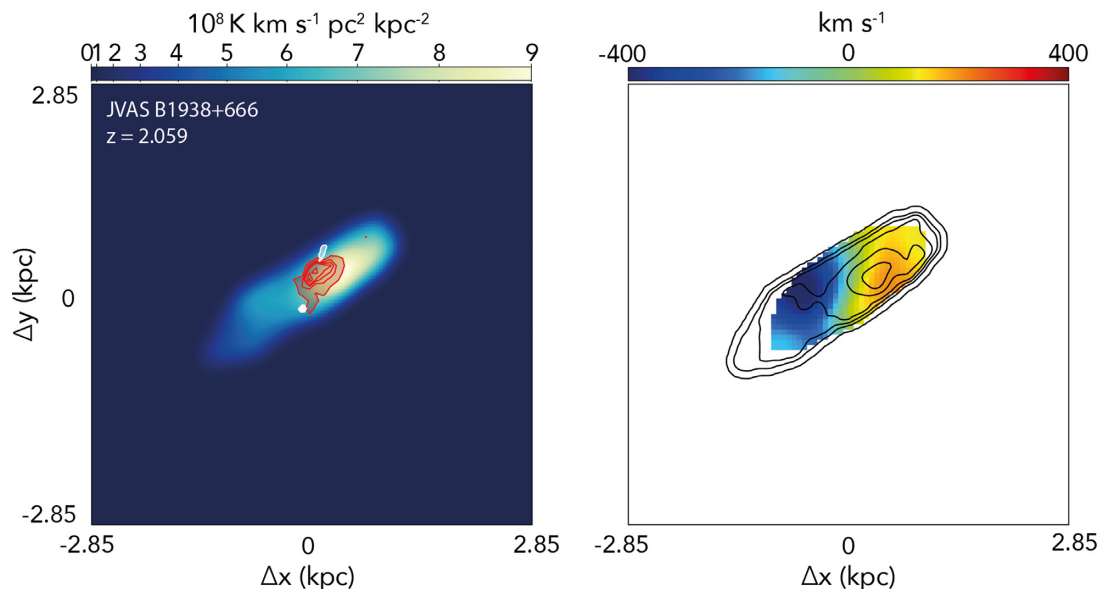 10⁸ K km s⁻¹ pc² kpc⁻²
01 2 3 4 5 6 7 8 9
JVAS B1938+666
z = 2.059
2.85
0
-2.85
Δy (kpc)
-2.85 0 2.85
Δx (kpc)
km s⁻¹
-400 0 400
-2.85 0 2.85
Δx (kpc)